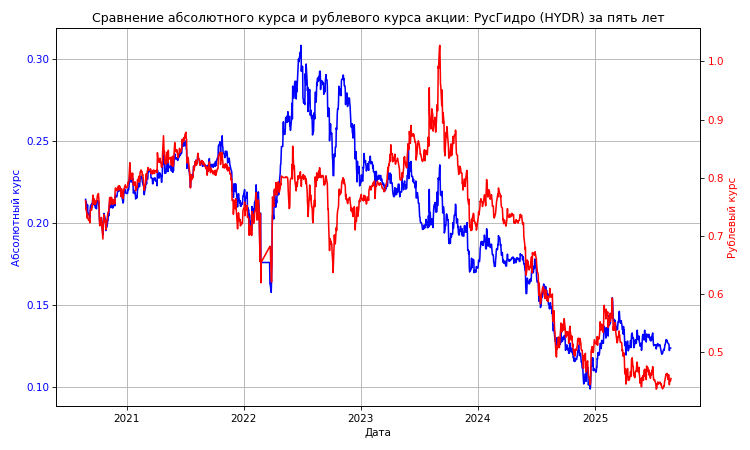 Сравнение абсолютного курса и рублевого курса акции: РусГидро (HYDR) за пять лет
0.30
0.25
0.20
0.15
0.10
Абсолютный курс
1.0
0.9
0.8
0.7
0.6
0.5
Рублевый курс
2021 2022 2023 2024 2025
Дата